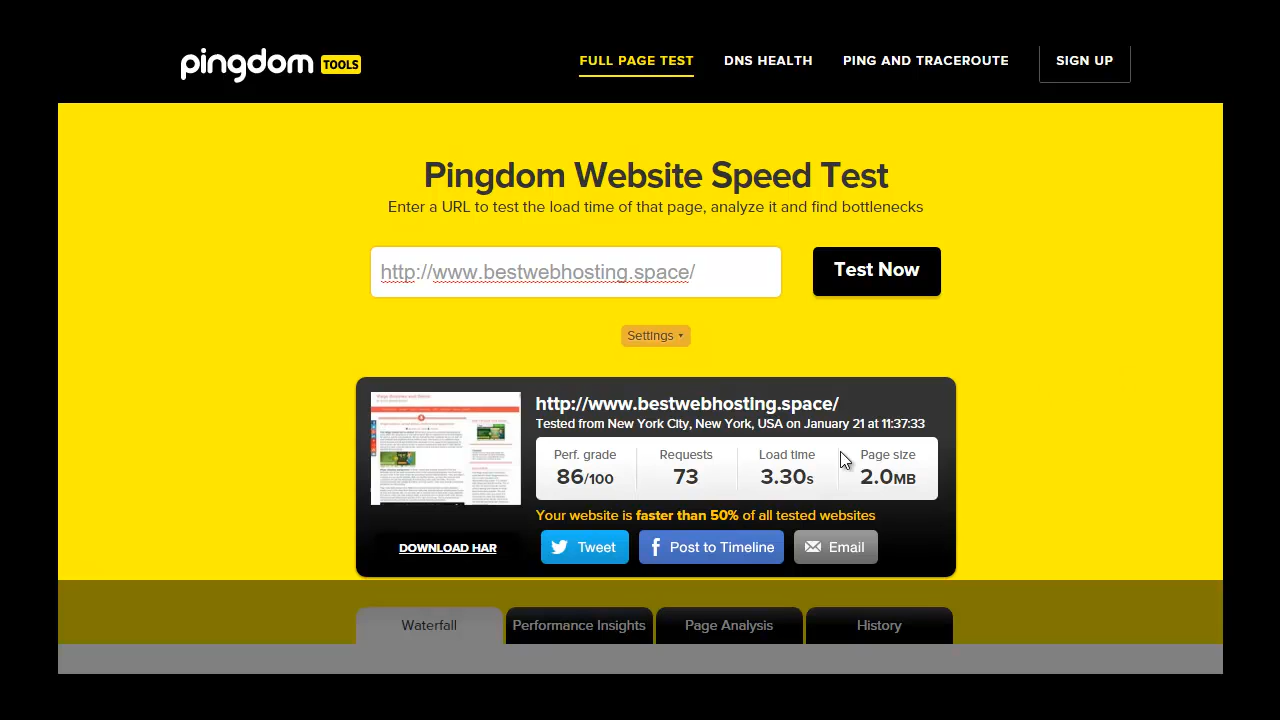 pingdom TOOLS
FULL PAGE TEST DNS HEALTH PING AND TRACEROUTE SIGN UP
Pingdom Website Speed Test
Enter a URL to test the load time of that page, analyze it and find bottlenecks
http://www.bestwebhosting.space/ Test Now
Settings
http://www.bestwebhosting.space/
Tested from New York City, New York, USA on January 21 at 11:37:33
Perf. grade Requests Load time Page size
86/100 73 3.30s 2.0MB
Your website is faster than 50% of all tested websites
DOWNLOAD HAR Tweet Post to Timeline Email
Waterfall Performance Insights Page Analysis History